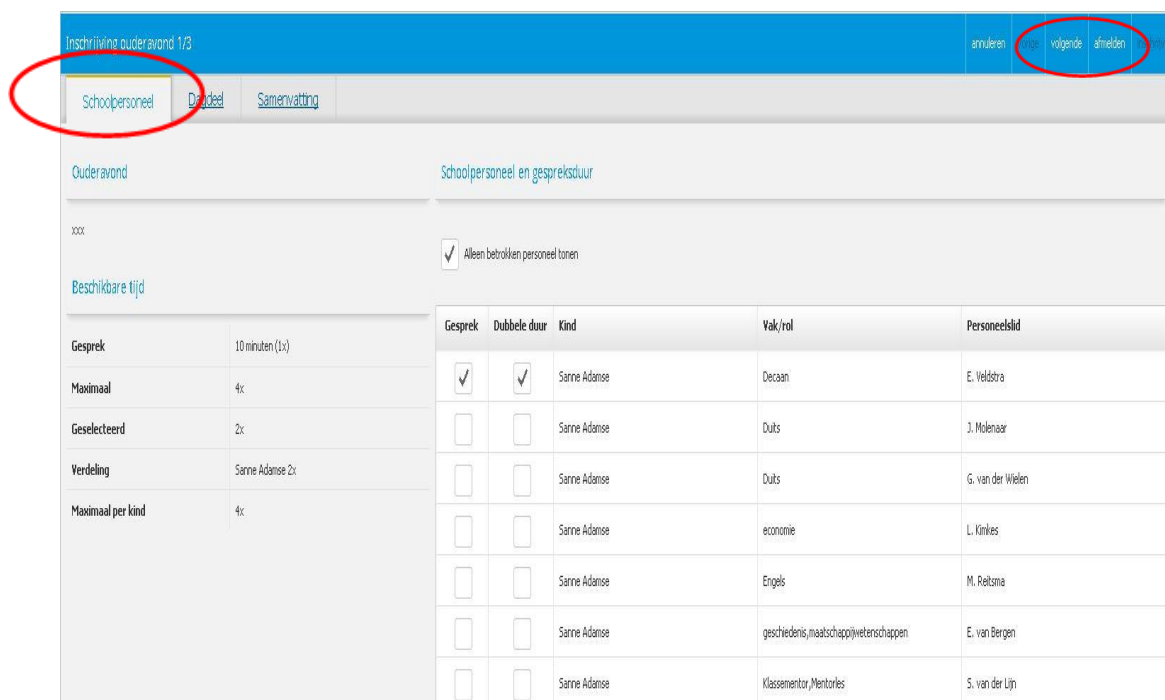 Inschrijving ouderavond 1/3
annuleren vorige volgende afmelden
Schoolpersoneel Dagdeel Samenvatting
Ouderavond
xxx
Beschikbare tijd
Gesprek 10 minuten (1x)
Maximaal 4x
Geselecteerd 2x
Verdeling Sanne Adamse 2x
Maximaal per kind 4x
Schoolpersoneel en gespreksduur
Alleen betrokken personeel tonen
Gesprek Dubbele duur Kind Vak/rol Personeelslid
Sanne Adamse Decaan E. Veldstra
Sanne Adamse Duits J. Molenaar
Sanne Adamse Duits G. van der Wielen
Sanne Adamse economie L. Kimkes
Sanne Adamse Engels M. Reitsma
Sanne Adamse geschiedenis,maatschappijwetenschappen E. van Bergen
Sanne Adamse Klassementor,Mentorles S. van der Lijn